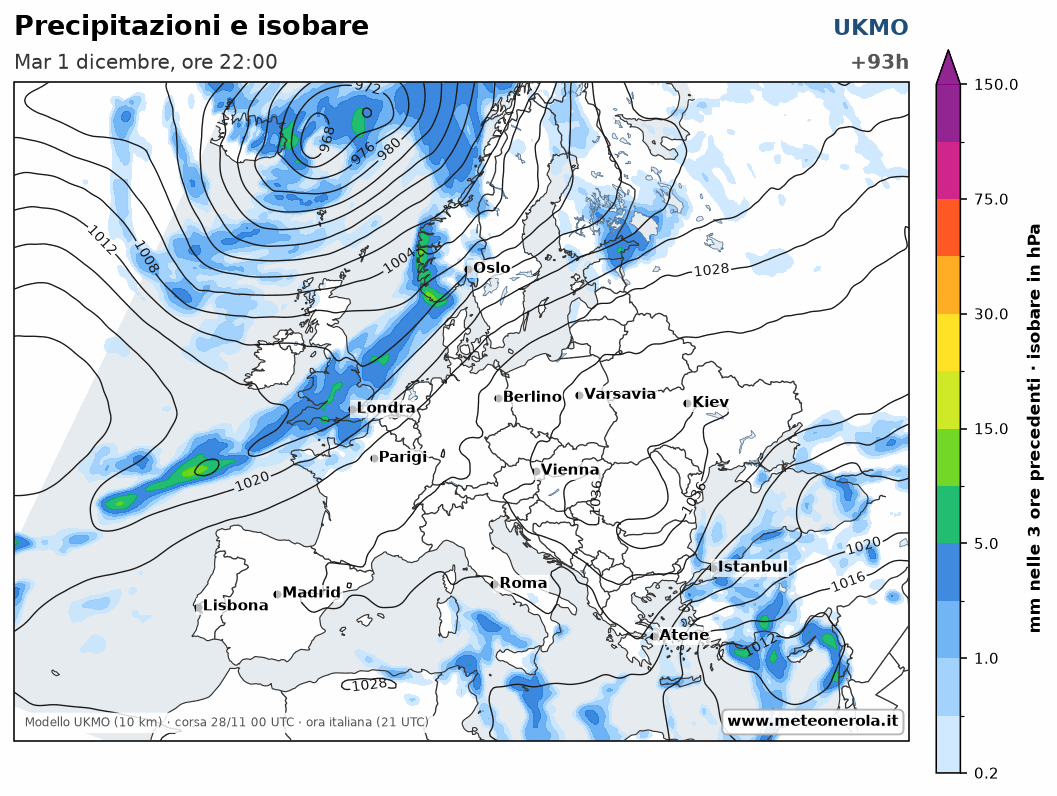 Precipitazioni e isobare
UKMO
Mar 1 dicembre, ore 22:00
+93h
972
968
976
980
1012
1008
1004
Oslo
1028
Londra
Berlino
Varsavia
Kiev
Parigi
Vienna
1020
1036
1036
1020
1016
Istanbul
Roma
Madrid
Lisbona
Atene
1012
1028
Modello UKMO (10 km) · corsa 28/11 00 UTC · ora italiana (21 UTC)
www.meteonerola.it
150.0
75.0
30.0
15.0
5.0
1.0
0.2
mm nelle 3 ore precedenti · isobare in hPa